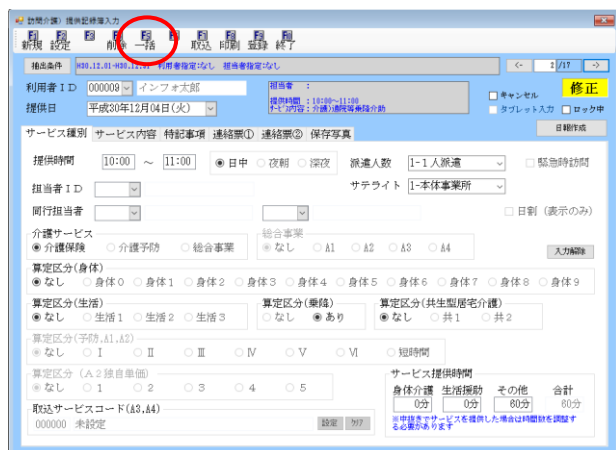 訪問介護）提供記録簿入力
F1 F2 F3 F4 F5 F6 F7 F8 F9
新規 設定 削除 一括 取込 印刷 登録 終了
抽出条件 H30.12.01-H30.12.31 利用者指定:なし 担当者指定:なし <- 2 /17 ->
利用者ＩＤ 000009 インフォ太郎 担当者 : キャンセル 修正
提供日 平成30年12月04日(火) 提供時間 :10:00～11:00 タブレット入力 ロック中
サービス内容 : 介護)通院等乗降介助
サービス種別 サービス内容 特記事項 連絡票① 連絡票② 保存写真 日報作成
提供時間 10:00 ～ 11:00 日中 夜朝 深夜 派遣人数 1-1人派遣 緊急時訪問
担当者ＩＤ サテライト 1-本体事業所
同行担当者 日割（表示のみ）
介護サービス 総合事業
介護保険 介護予防 総合事業 なし A1 A2 A3 A4 入力解除
算定区分(身体)
なし 身体０ 身体１ 身体２ 身体３ 身体４ 身体５ 身体６ 身体７ 身体８ 身体９
算定区分(生活) 算定区分(乗降) 算定区分(共生型居宅介護)
なし 生活１ 生活２ 生活３ なし あり なし 共１ 共２
算定区分(予防,A1,A2)
なし Ⅰ Ⅱ Ⅲ Ⅳ Ⅴ Ⅵ 短時間
算定区分（Ａ２独自単価） サービス提供時間
なし 1 2 3 4 5 身体介護 生活援助 その他 合計
0分 0分 60分 60分
取込サービスコード(A3,A4) ※中抜きでサービスを提供した場合は時間数を調整す
000000 未設定 設定 クリア る必要があります